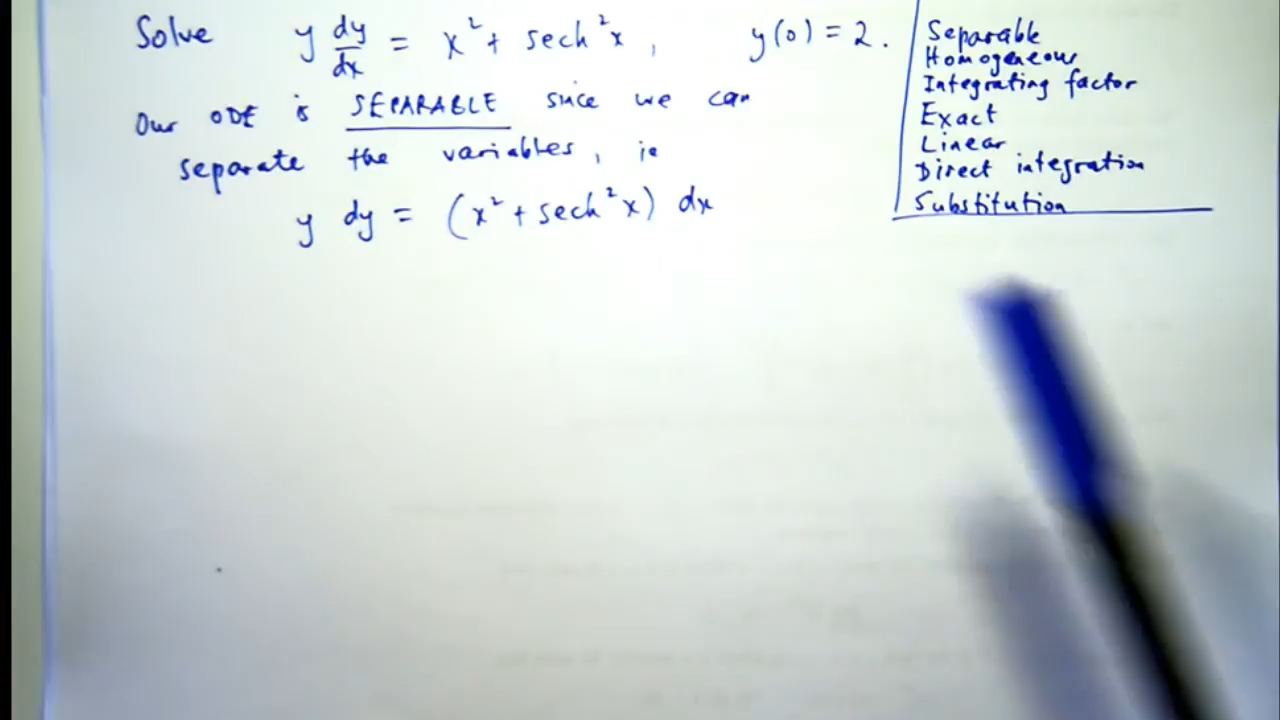 Solve y dy/dx = x² + sech²x, y(0) = 2.
Our ODE is SEPARABLE since we can
separate the variables, ie
y dy = (x² + sech²x) dx
Separable
Homogeneous
Integrating factor
Exact
Linear
Direct integration
Substitution